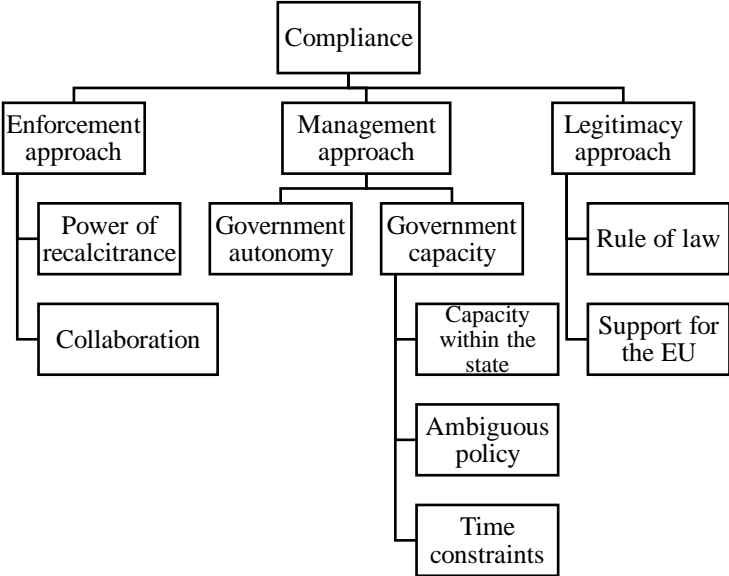 Compliance
Enforcement
approach
Management
approach
Legitimacy
approach
Power of
recalcitrance
Government
autonomy
Government
capacity
Rule of law
Collaboration
Capacity
within the
state
Support for
the EU
Ambiguous
policy
Time
constraints